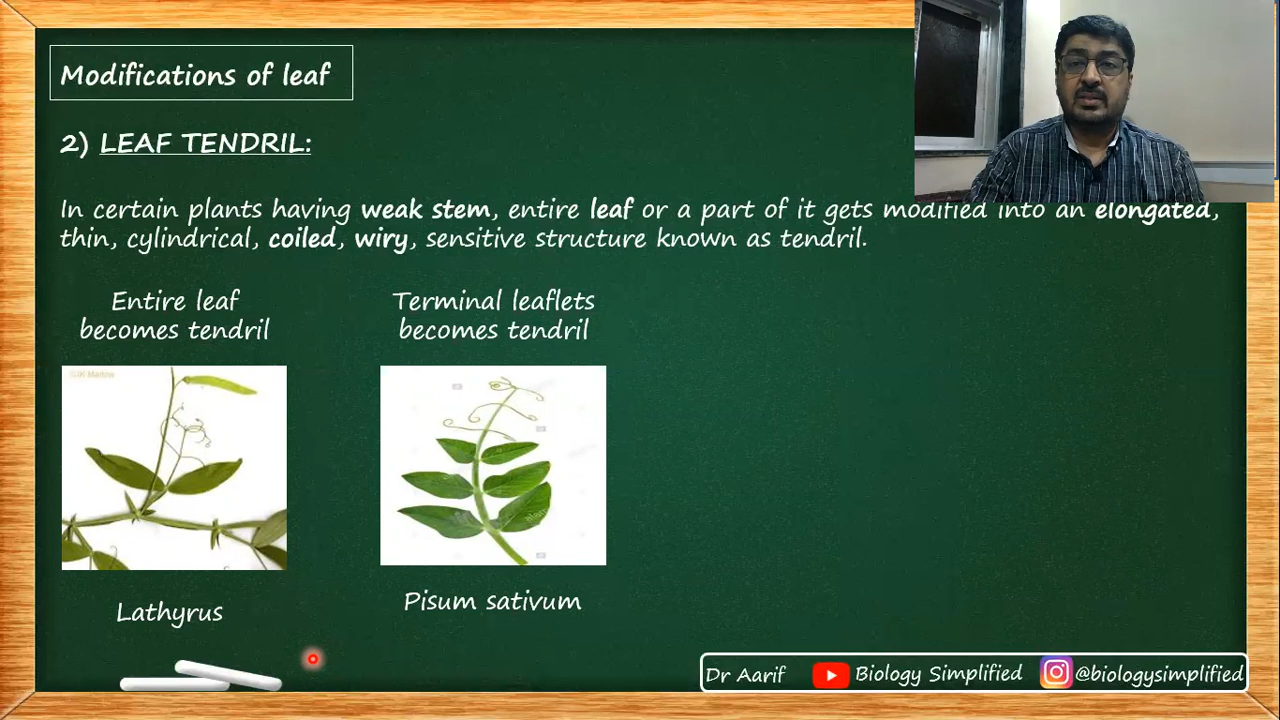 Modifications of leaf
2) LEAF TENDRIL:
In certain plants having weak stem, entire leaf or a part of it gets modified into an elongated,
thin, cylindrical, coiled, wiry, sensitive structure known as tendril.
Entire leaf
becomes tendril
Terminal leaflets
becomes tendril
Lathyrus
Pisum sativum
Dr Aarif
Biology Simplified
@biologysimplified